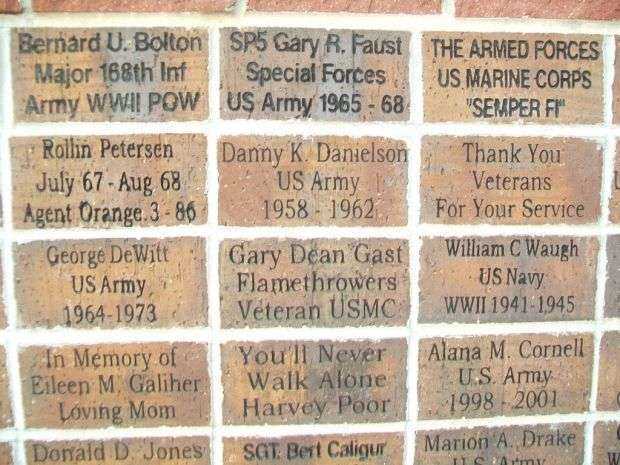 Bernard U. Bolton
Major 168th Inf
Army WWII POW
SP5 Gary R. Faust
Special Forces
US Army 1965 - 68
THE ARMED FORCES
US MARINE CORPS
"SEMPER FI"
Rollin Petersen
July 67 - Aug 68
Agent Orange 3 - 86
Danny K. Danielson
US Army
1958 - 1962
Thank You
Veterans
For Your Service
George DeWitt
US Army
1964-1973
Gary Dean Gast
Flamethrowers
Veteran USMC
William C Waugh
US Navy
WWII 1941-1945
In Memory of
Eileen M. Galiher
Loving Mom
You'll Never
Walk Alone
Harvey Poor
Alana M. Cornell
U.S. Army
1998 - 2001
Donald D. Jones
SGT. Bert Caligur
Marion A. Drake
U.S. Army